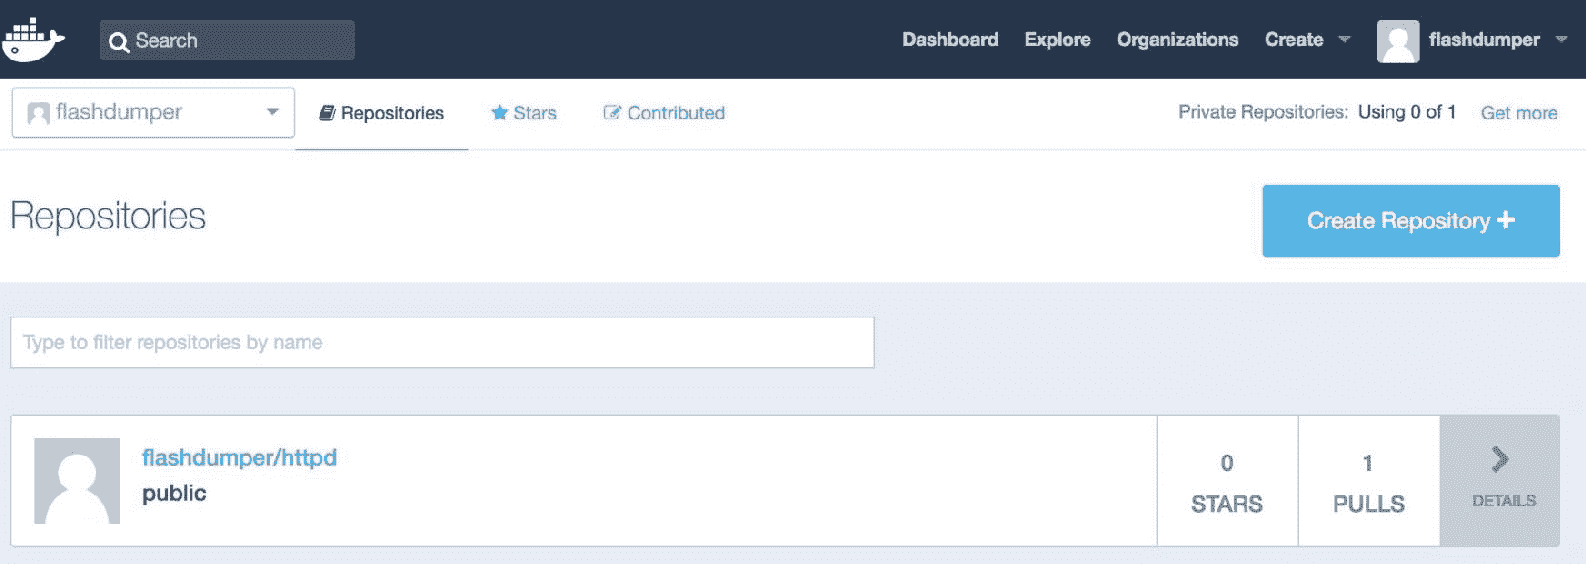 Search Dashboard Explore Organizations Create flashdumper
flashdumper Repositories Stars Contributed Private Repositories: Using 0 of 1 Get more
Repositories
Create Repository +
Type to filter repositories by name
flashdumper/httpd
public
0
STARS
1
PULLS
DETAILS